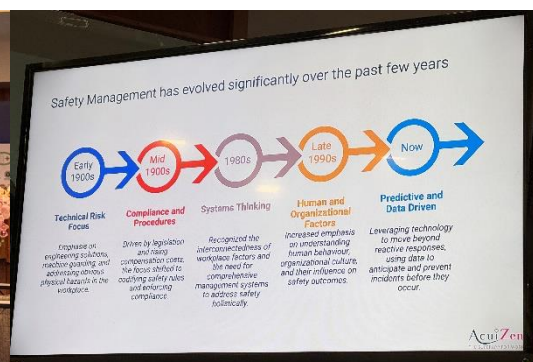 Safety Management has evolved significantly over the past few years
Early
1900s
Mid
1900s
1980s
Late
1990s
Now
Technical Risk
Focus
Emphasis on
engineering solutions,
machine guarding, and
addressing obvious
physical hazards in the
workplace.
Compliance and
Procedures
Driven by legislation
and rising
compensation costs,
the focus shifted to
codifying safety rules
and enforcing
compliance.
Systems Thinking
Recognized the
interconnectedness of
workplace factors and
the need for
comprehensive
management systems
to address safety
holistically.
Human and
Organizational
Factors
Increased emphasis
on understanding
human behaviour,
organizational culture,
and their influence on
safety outcomes.
Predictive and
Data Driven
Leveraging technology
to move beyond
reactive responses,
using data to
anticipate and prevent
incidents before they
occur.
AcuiZen